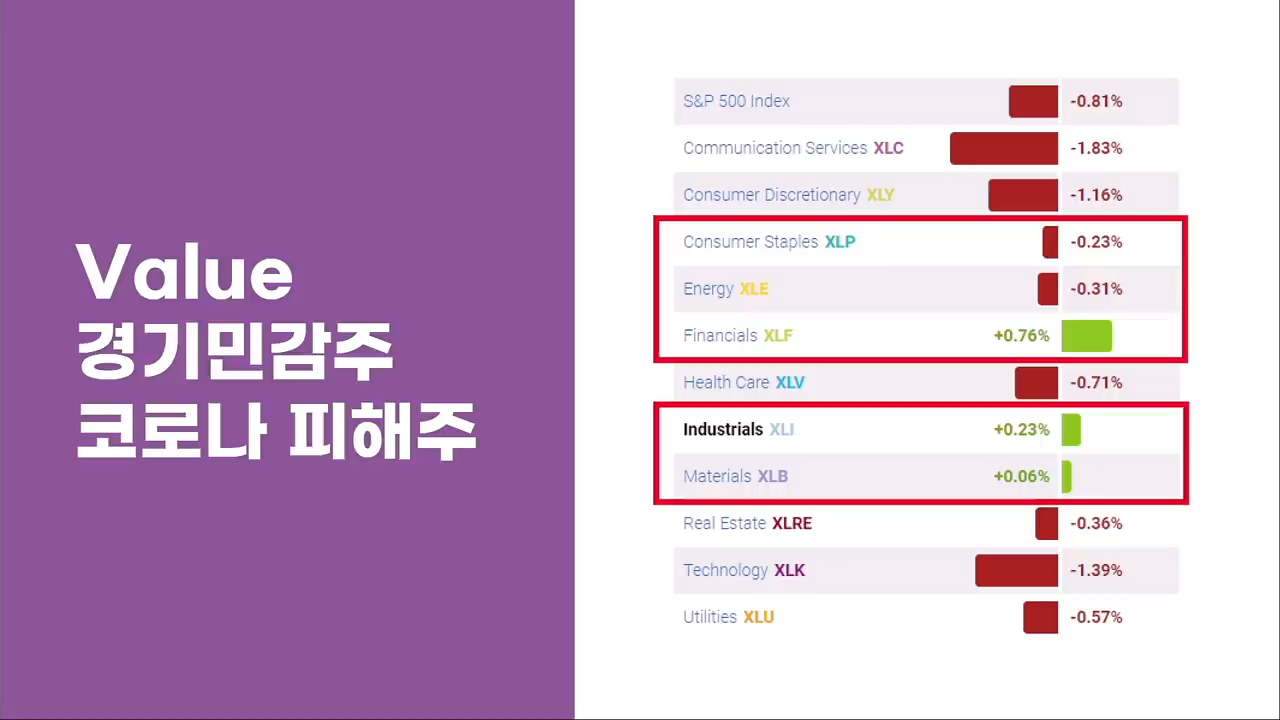 Value
경기민감주
코로나 피해주
S&P 500 Index -0.81%
Communication Services XLC -1.83%
Consumer Discretionary XLY -1.16%
Consumer Staples XLP -0.23%
Energy XLE -0.31%
Financials XLF +0.76%
Health Care XLV -0.71%
Industrials XLI +0.23%
Materials XLB +0.06%
Real Estate XLRE -0.36%
Technology XLK -1.39%
Utilities XLU -0.57%